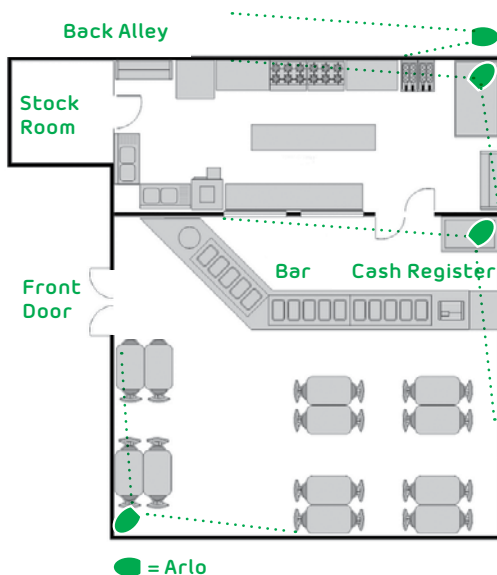 Back Alley
Stock
Room
Bar
Cash Register
Front
Door
= Arlo